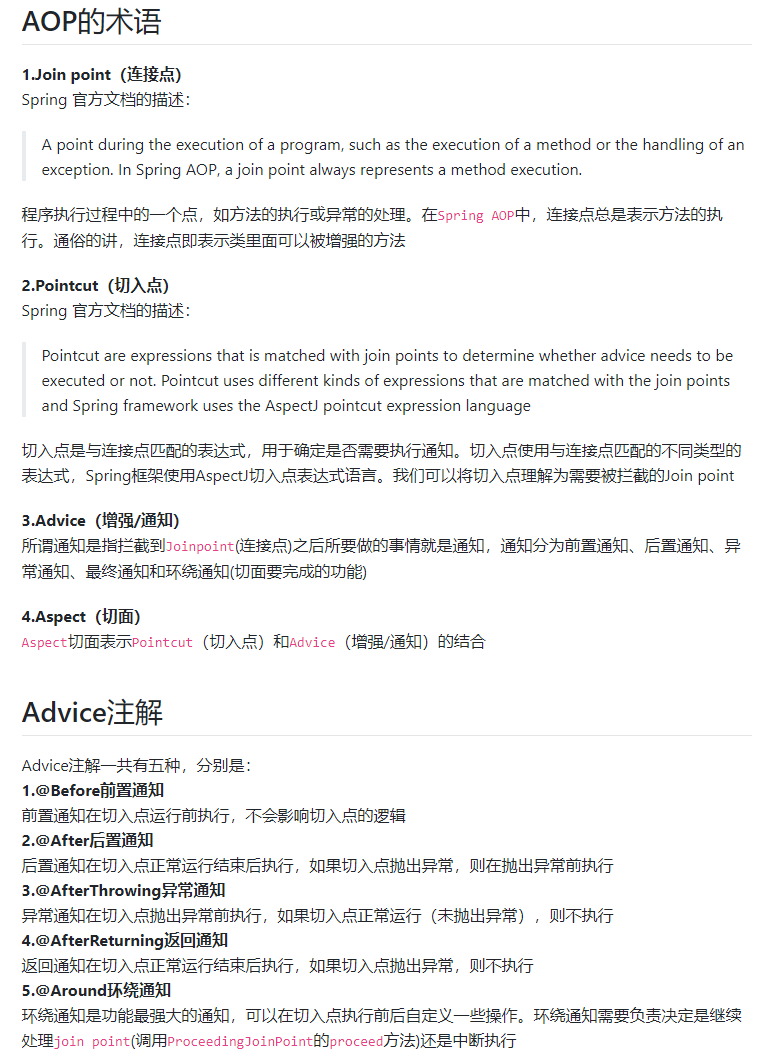 AOP的术语
1.Join point（连接点）
Spring 官方文档的描述：
A point during the execution of a program, such as the execution of a method or the handling of an
exception. In Spring AOP, a join point always represents a method execution.
程序执行过程中的一个点，如方法的执行或异常的处理。在Spring AOP中，连接点总是表示方法的执
行。通俗的讲，连接点即表示类里面可以被增强的方法
2.Pointcut（切入点）
Spring 官方文档的描述：
Pointcut are expressions that is matched with join points to determine whether advice needs to be
executed or not. Pointcut uses different kinds of expressions that are matched with the join points
and Spring framework uses the AspectJ pointcut expression language
切入点是与连接点匹配的表达式，用于确定是否需要执行通知。切入点使用与连接点匹配的不同类型的
表达式，Spring框架使用AspectJ切入点表达式语言。我们可以将切入点理解为需要被拦截的Join point
3.Advice（增强/通知）
所谓通知是指拦截到Joinpoint(连接点)之后所要做的事情就是通知，通知分为前置通知、后置通知、异
常通知、最终通知和环绕通知(切面要完成的功能)
4.Aspect（切面）
Aspect切面表示Pointcut（切入点）和Advice（增强/通知）的结合
Advice注解
Advice注解一共有五种，分别是：
1.@Before前置通知
前置通知在切入点运行前执行，不会影响切入点的逻辑
2.@After后置通知
后置通知在切入点正常运行结束后执行，如果切入点抛出异常，则在抛出异常前执行
3.@AfterThrowing异常通知
异常通知在切入点抛出异常前执行，如果切入点正常运行（未抛出异常），则不执行
4.@AfterReturning返回通知
返回通知在切入点正常运行结束后执行，如果切入点抛出异常，则不执行
5.@Around环绕通知
环绕通知是功能最强大的通知，可以在切入点执行前后自定义一些操作。环绕通知需要负责决定是继续
处理join point(调用ProceedingJoinPoint的proceed方法)还是中断执行